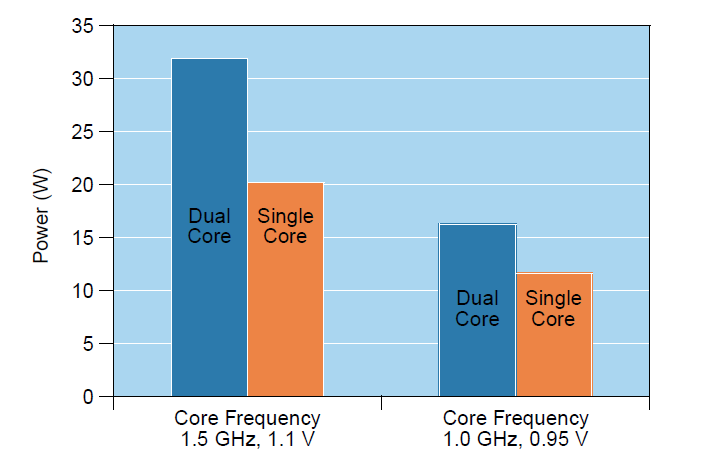 35
30
25
20
15
10
5
0
Power (W)
Dual
Core
Single
Core
Dual
Core
Single
Core
Core Frequency
1.5 GHz, 1.1 V
Core Frequency
1.0 GHz, 0.95 V